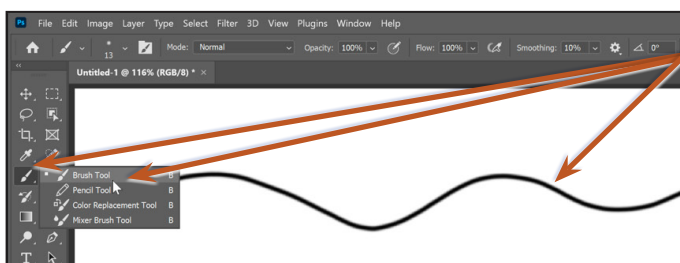 Ps File Edit Image Layer Type Select Filter 3D View Plugins Window Help
13 Mode: Normal Opacity: 100% Flow: 100% Smoothing: 10% 0°
Untitled-1 @ 116% (RGB/8) * ×
Brush Tool B
Pencil Tool B
Color Replacement Tool B
Mixer Brush Tool B
T